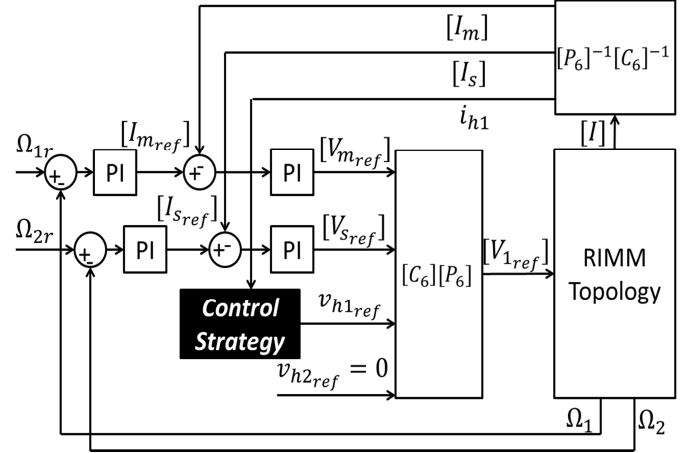 [I_m]
[P_6]^{-1}[C_6]^{-1}
[I_s]
i_{h1}
[I]
Ω_{1r}
[I_{m_{ref}}]
[V_{m_{ref}}]
+
-
PI
+-
PI
[I_{s_{ref}}]
[V_{s_{ref}}]
Ω_{2r}
+
-
PI
+-
PI
[C_6][P_6]
[V_{1_{ref}}]
RIMM
Topology
Control
Strategy
v_{h1_{ref}}
v_{h2_{ref}} = 0
Ω_1
Ω_2